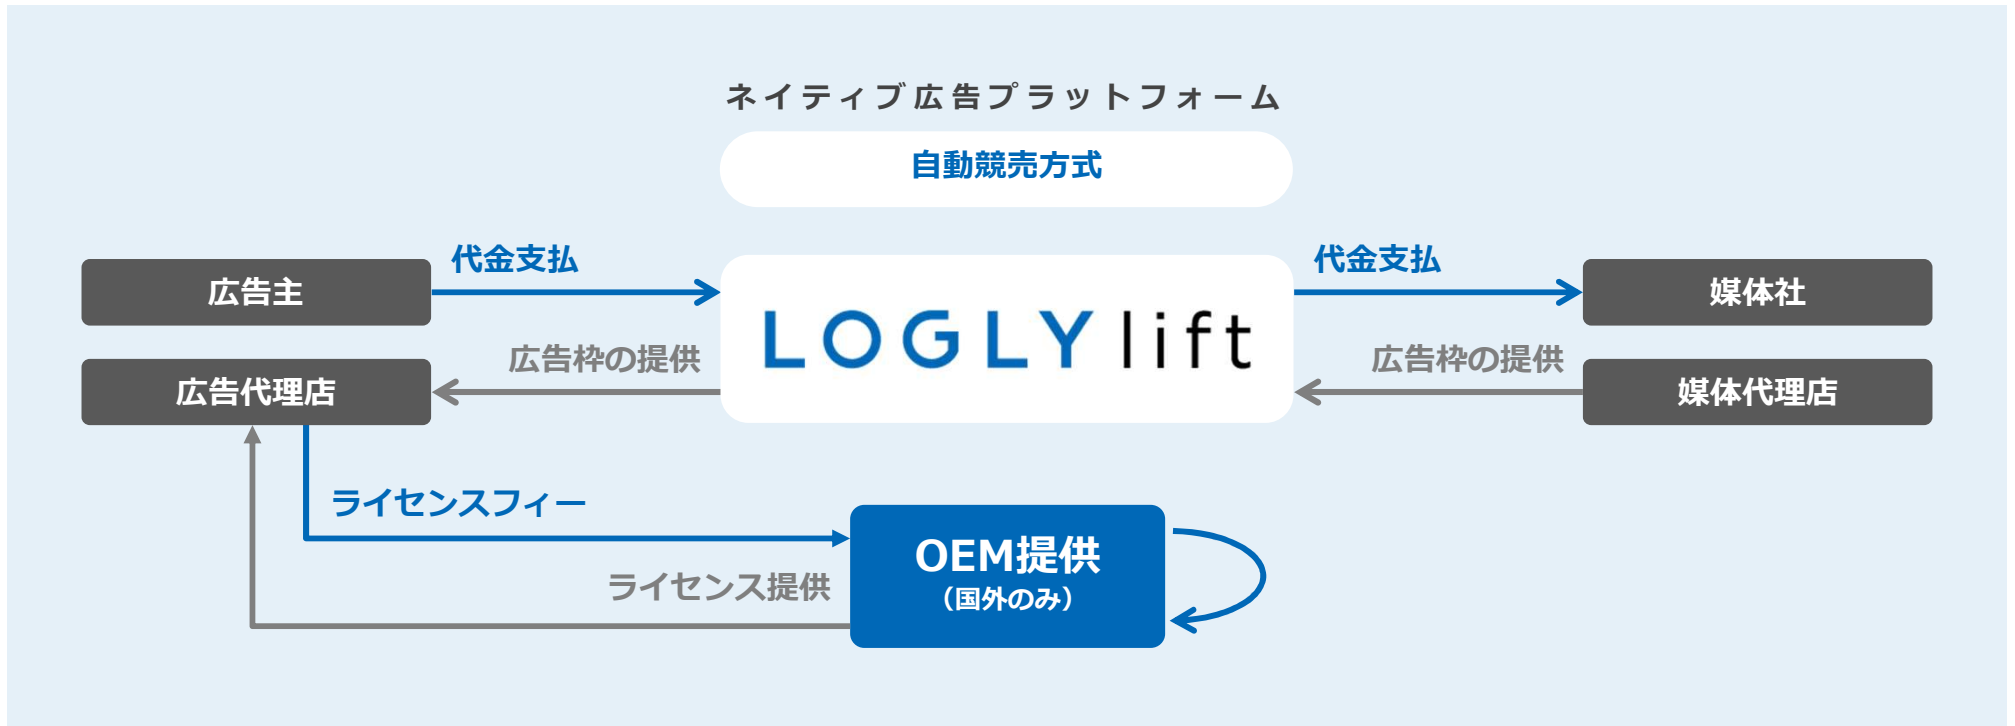 ネイティブ広告プラットフォーム
自動競売方式
代金支払
代金支払
広告主
LOGLY lift
媒体社
広告枠の提供
広告枠の提供
広告代理店
媒体代理店
ライセンスフィー
OEM提供
（国外のみ）
ライセンス提供